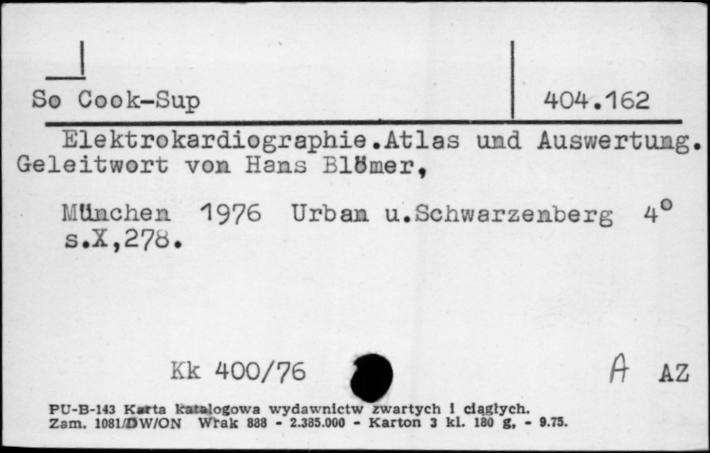 So Cook-Sup 404.162
Elektrokardiographie.Atlas und Auswertung.
Geleitwort von Hans Blömer,
München 1976 Urban u.Schwarzenberg 4°
s.X,278.
Kk 400/76 A AZ
PU-B-143 Karta katalogowa wydawnictw zwartych i ciągłych.
Zam. 1081/DW/ON Wrak 888 - 2.385.000 - Karton 3 kl. 180 g, - 9.75.